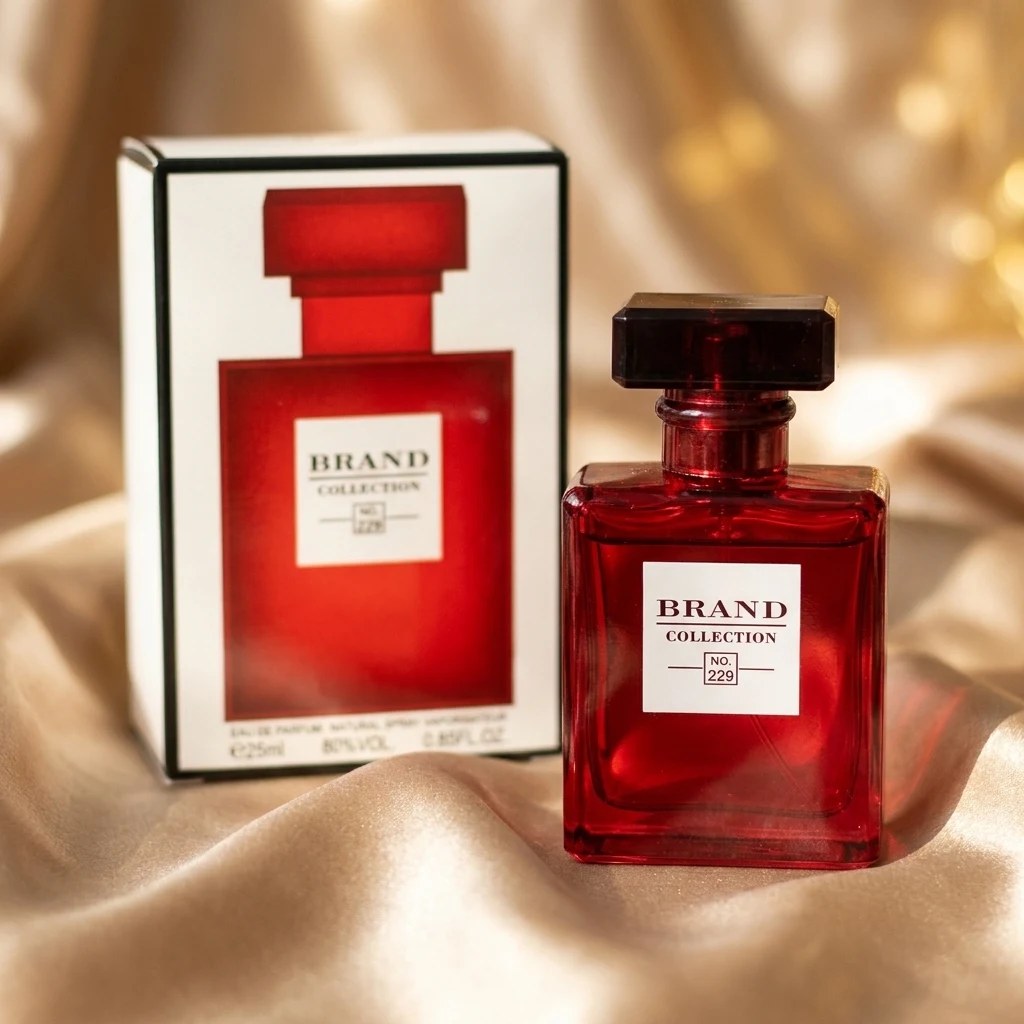 BRAND
COLLECTION
NO.
229
EAU DE PARFUM NATURAL SPRAY VAPORISATEUR
℮25ml 80%VOL. 0.85FL.OZ
BRAND
COLLECTION
NO.
229